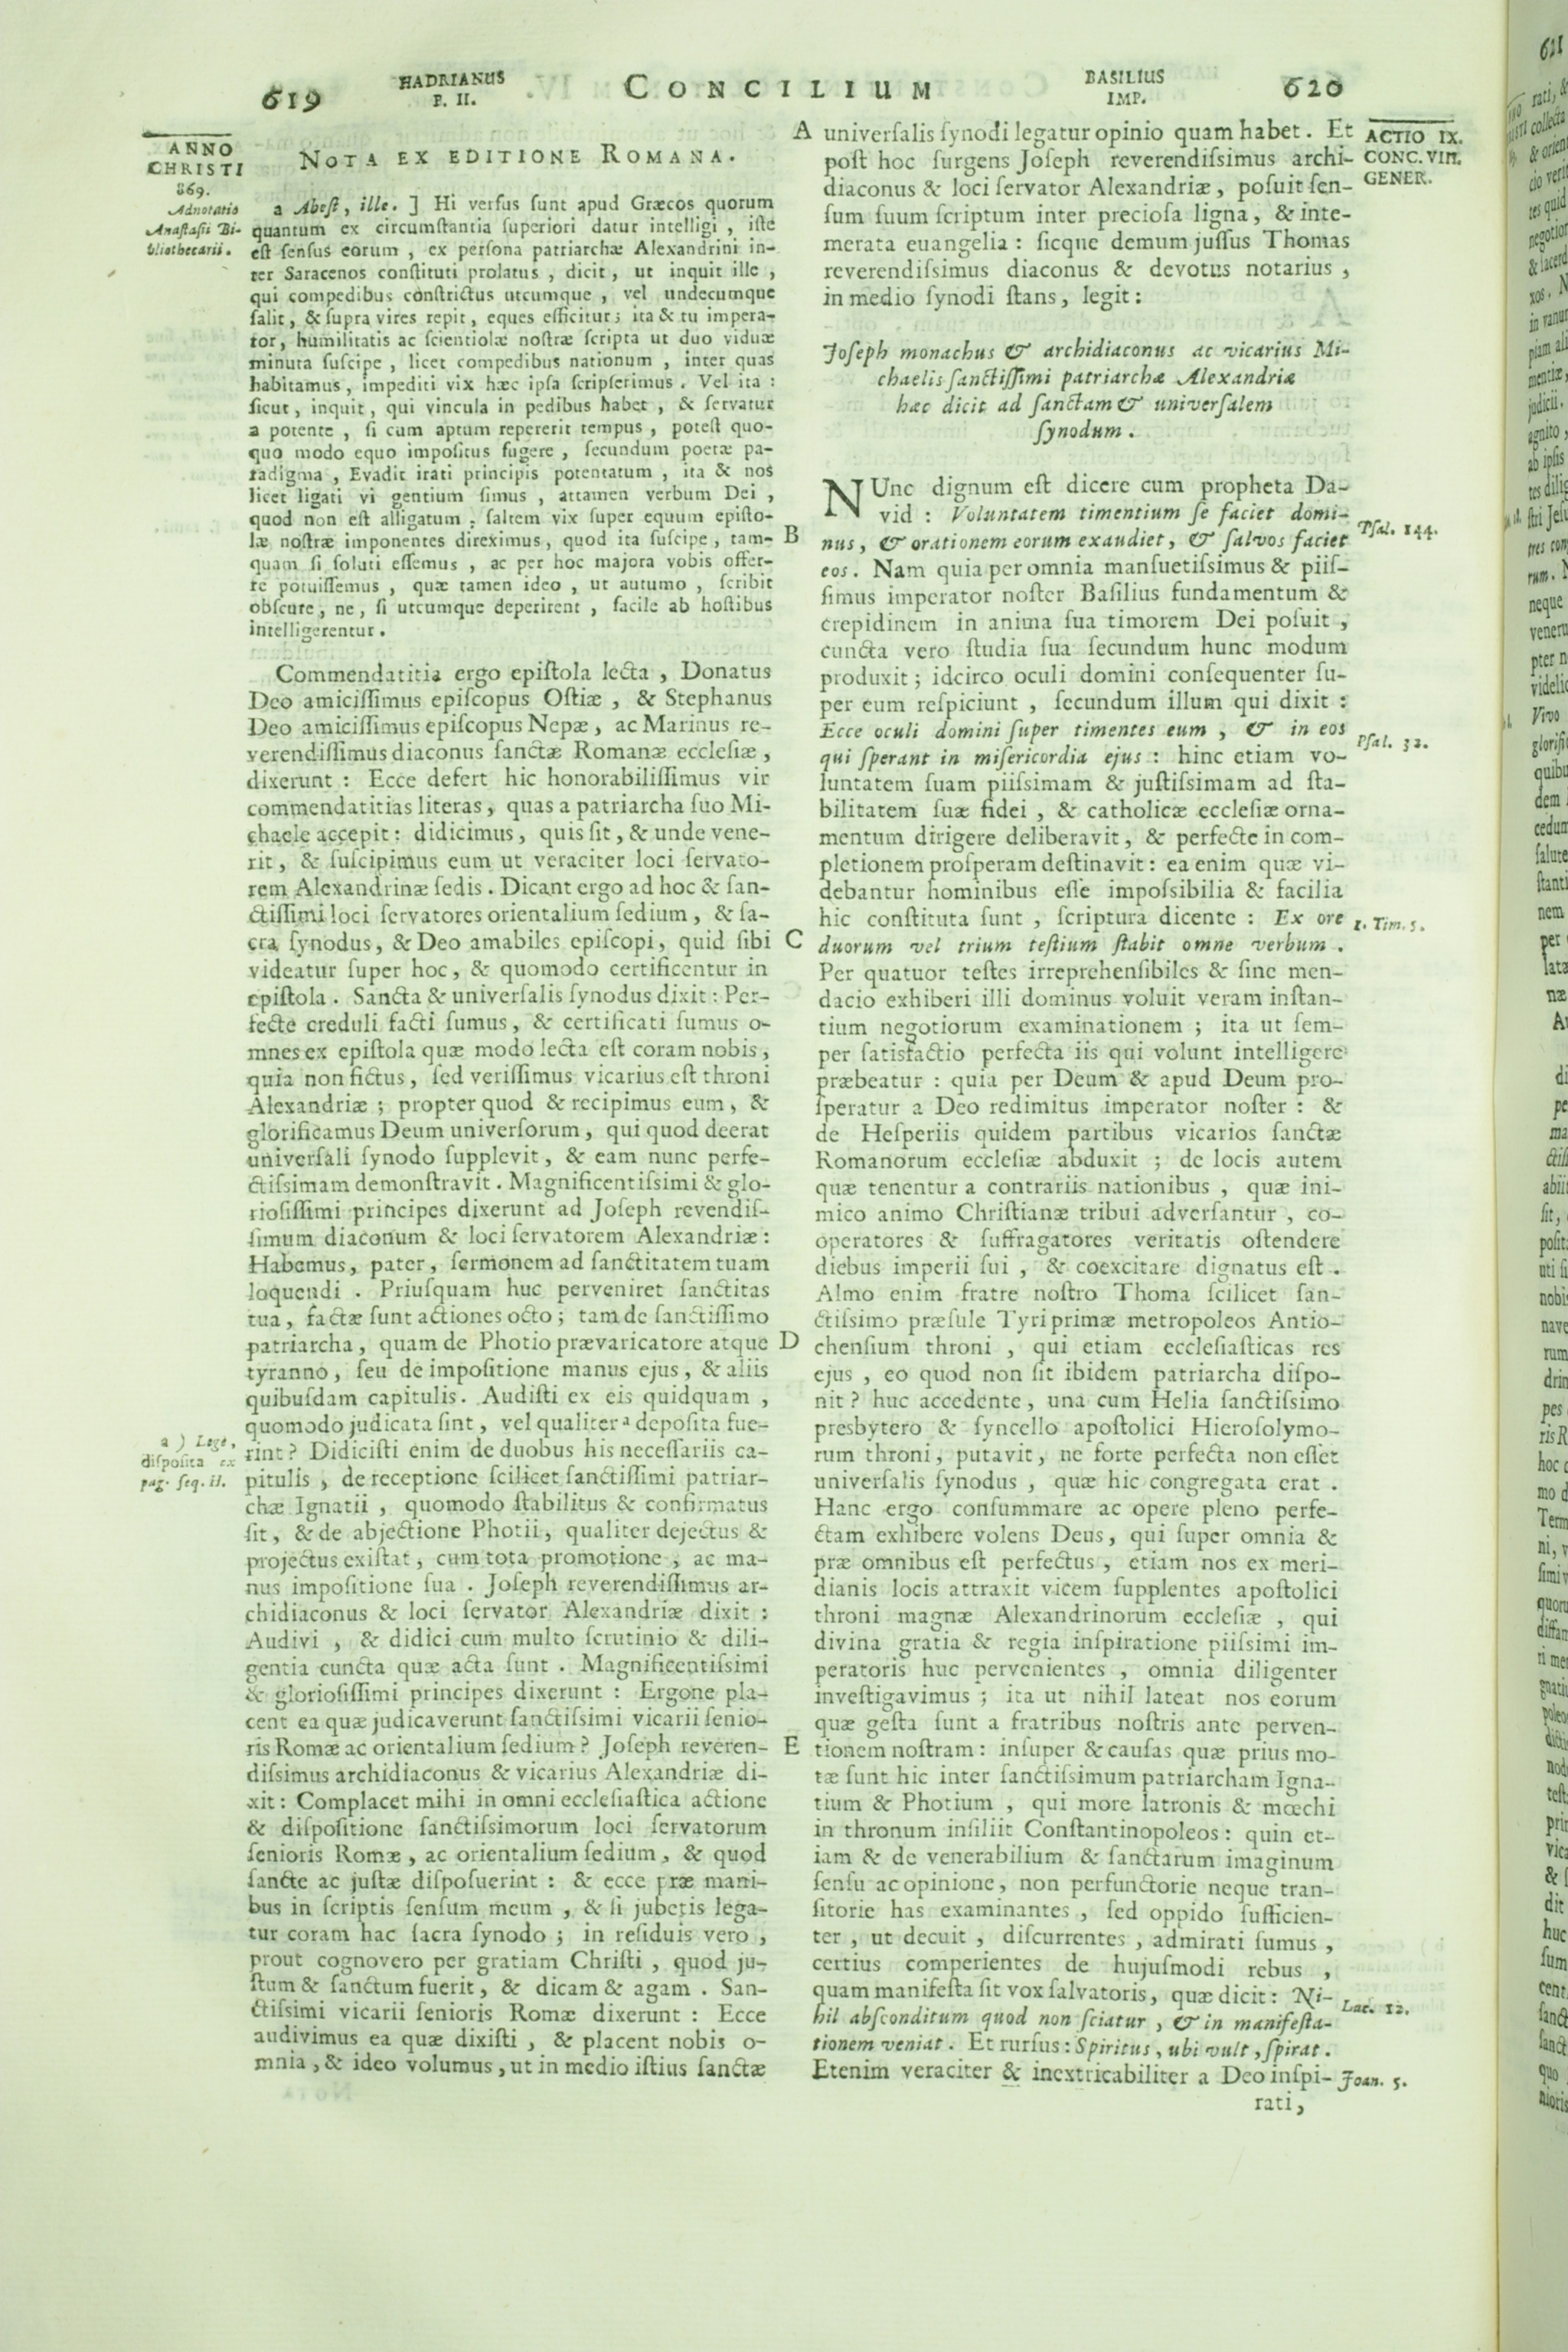 619
HADRIANUS
P. II.
CONCILIUM
BASILIUS
IMP.
620
ANNO
CHRISTI
869.
Adnotatio
Anastasii Bi-
bliothecarii.
NOTA EX EDITIONE ROMANA.
a Abeſt, ille. ] Hi verſus ſunt apud Græcos quorum
quantum ex circumſtantia ſuperiori datur intelligi, iſte
eſt ſenſus eorum, ex perſona patriarchæ Alexandrini in-
ter Saracenos conſtituti prolatus, dicit, ut inquit ille,
qui compedibus conſtrictus utcumque, vel undecumque
ſalit, & ſupra vires repit, eques efficitur; ita & tu impera-
tor, humilitatis ac ſcientiolæ noſtræ ſcripta ut duo viduæ
minuta ſuſcipe, licet compedibus nationum, inter quas
habitamus, impediti vix hæc ipſa ſcripſerimus. Vel ita:
ſicut, inquit, qui vincula in pedibus habet, & ſervatur
a potente, ſi cum aptum repererit tempus, poteſt quo-
quo modo equo impoſitus fugere, ſecundum poetæ pa-
radigma, Evadit irati principis potentatum, ita & nos
licet ligati vi gentium ſimus, attamen verbum Dei,
quod non eſt alligatum, ſaltem vix ſuper equum epiſto-
læ noſtræ imponentes direximus, quod ita ſuſcipe, tam-
quam ſi ſoluti eſſemus, ac per hoc majora vobis offer-
re potuiſſemus, quæ tamen ideo, ut autumo, ſcribit
obſcure, ne, ſi utcumque deperirent, facile ab hoſtibus
intelligerentur.
Commendatitia ergo epiſtola lecta, Donatus
Deo amiciſſimus epiſcopus Oſtiæ, & Stephanus
Deo amiciſſimus epiſcopus Nepæ, ac Marinus re-
verendiſſimus diaconus ſanctæ Romanæ eccleſiæ,
dixerunt: Ecce defert hic honorabiliſſimus vir
commendatitias literas, quas a patriarcha ſuo Mi-
chaele accepit: didicimus, quis ſit, & unde vene-
rit, & ſuſcipimus eum ut veraciter loci ſervato-
rem Alexandrinæ ſedis. Dicant ergo ad hoc & ſan-
ctiſſimi loci ſervatores orientalium ſedium, & ſa-
cra ſynodus, & Deo amabiles epiſcopi, quid ſibi
videatur ſuper hoc, & quomodo certificentur in
epiſtola. Sancta & univerſalis ſynodus dixit: Per-
fecte creduli facti ſumus, & certificati ſumus o-
mnes ex epiſtola quæ modo lecta eſt coram nobis,
quia non fictus, ſed veriſſimus vicarius eſt throni
Alexandriæ; propter quod & recipimus eum, &
glorificamus Deum univerſorum, qui quod deerat
univerſali ſynodo ſupplevit, & eam nunc perfe-
ctiſsimam demonſtravit. Magnificentiſsimi & glo-
rioſiſſimi principes dixerunt ad Joſeph revendiſ-
ſimum diaconum & loci ſervatorem Alexandriæ:
Habemus, pater, ſermonem ad ſanctitatem tuam
loquendi. Priuſquam huc perveniret ſanctitas
tua, factæ ſunt actiones octo; tam de ſanctiſſimo
patriarcha, quam de Photio prævaricatore atque
tyranno, ſeu de impoſitione manus ejus, & aliis
quibuſdam capitulis. Audiſti ex eis quidquam,
quomodo judicata ſint, vel qualiter a depoſita fue-
rint? Didiciſti enim de duobus his neceſſariis ca-
pitulis, de receptione ſcilicet ſanctiſſimi patriar-
chæ Ignatii, quomodo ſtabilitus & confirmatus
ſit, & de abjectione Photii, qualiter dejectus &
projectus exiſtat, cum tota promotione, ac ma-
nus impoſitione ſua. Joſeph reverendiſſimus ar-
chidiaconus & loci ſervator Alexandriæ dixit:
Audivi, & didici cum multo ſcrutinio & dili-
gentia cuncta quæ acta ſunt. Magnificentiſsimi
& glorioſiſſimi principes dixerunt: Ergone pla-
cent ea quæ judicaverunt ſanctiſsimi vicarii ſenio-
ris Romæ ac orientalium ſedium? Joſeph reveren-
diſsimus archidiaconus & vicarius Alexandriæ di-
xit: Complacet mihi in omni eccleſiaſtica actione
& diſpoſitione ſanctiſsimorum loci ſervatorum
ſenioris Romæ, ac orientalium ſedium, & quod
ſancte ac juſtæ diſpoſuerint: & ecce præ mani-
bus in ſcriptis ſenſum meum, & ſi jubetis lega-
tur coram hac ſacra ſynodo; in reſiduis vero,
prout cognovero per gratiam Chriſti, quod ju-
ſtum & ſanctum fuerit, & dicam & agam. San-
ctiſsimi vicarii ſenioris Romæ dixerunt: Ecce
audivimus ea quæ dixiſti, & placent nobis o-
mnia, & ideo volumus, ut in medio iſtius ſanctæ
a) Lege,
diſpoſita ex
pag. ſeq. il.
A
B
C
D
E
univerſalis ſynodi legatur opinio quam habet. Et
poſt hoc ſurgens Joſeph reverendiſsimus archi-
diaconus & loci ſervator Alexandriæ, poſuit ſen-
ſum ſuum ſcriptum inter precioſa ligna, & inte-
merata euangelia: ſicque demum juſſus Thomas
reverendiſsimus diaconus & devotus notarius,
in medio ſynodi ſtans, legit:
Joſeph monachus & archidiaconus ac vicarius Mi-
chaelis ſanctiſſimi patriarchæ Alexandriæ
hæc dicit ad ſanctam & univerſalem
ſynodum.
NUnc dignum eſt dicere cum propheta Da-
vid: Voluntatem timentium ſe faciet domi-
nus, & orationem eorum exaudiet, & ſalvos faciet
eos. Nam quia per omnia manſuetiſsimus & piiſ-
ſimus imperator noſter Baſilius fundamentum &
crepidinem in anima ſua timorem Dei poſuit,
cuncta vero ſtudia ſua ſecundum hunc modum
produxit; idcirco oculi domini conſequenter ſu-
per eum reſpiciunt, ſecundum illum qui dixit:
Ecce oculi domini ſuper timentes eum, & in eos
qui ſperant in miſericordia ejus: hinc etiam vo-
luntatem ſuam piiſsimam & juſtiſsimam ad ſta-
bilitatem ſuæ fidei, & catholicæ eccleſiæ orna-
mentum dirigere deliberavit, & perfecte in com-
pletionem proſperam deſtinavit: ea enim quæ vi-
debantur hominibus eſſe impoſsibilia & facilia
hic conſtituta ſunt, ſcriptura dicente: Ex ore
duorum vel trium teſtium ſtabit omne verbum.
Per quatuor teſtes irreprehenſibiles & ſine men-
dacio exhiberi illi dominus voluit veram inſtan-
tium negotiorum examinationem; ita ut ſem-
per ſatisfactio perfecta iis qui volunt intelligere
præbeatur: quia per Deum & apud Deum pro-
ſperatur a Deo redimitus imperator noſter: &
de Heſperiis quidem partibus vicarios ſanctæ
Romanorum eccleſiæ abduxit; de locis autem
quæ tenentur a contrariis nationibus, quæ ini-
mico animo Chriſtianæ tribui adverſantur, co-
operatores & ſuffragatores veritatis oſtendere
diebus imperii ſui, & coexcitare dignatus eſt.
Almo enim fratre noſtro Thoma ſcilicet ſan-
ctiſsimo præſule Tyri primæ metropoleos Antio-
chenſium throni, qui etiam eccleſiaſticas res
ejus, eo quod non ſit ibidem patriarcha diſpo-
nit? huc accedente, una cum Helia ſanctiſsimo
presbytero & ſyncello apoſtolici Hieroſolymo-
rum throni, putavit, ne forte perfecta non eſſet
univerſalis ſynodus, quæ hic congregata erat.
Hanc ergo conſummare ac opere pleno perfe-
ctam exhibere volens Deus, qui ſuper omnia &
præ omnibus eſt perfectus, etiam nos ex meri-
dianis locis attraxit vicem ſupplentes apoſtolici
throni magnæ Alexandrinorum eccleſiæ, qui
divina gratia & regia inſpiratione piiſsimi im-
peratoris huc pervenientes, omnia diligenter
inveſtigavimus; ita ut nihil lateat nos eorum
quæ geſta ſunt a fratribus noſtris ante perven-
tionem noſtram: inſuper & cauſas quæ prius mo-
tæ ſunt hic inter ſanctiſsimum patriarcham Igna-
tium & Photium, qui more latronis & mœchi
in thronum inſiliit Conſtantinopoleos: quin et-
iam & de venerabilium & ſanctarum imaginum
ſenſu ac opinione, non perfunctorie neque tran-
ſitorie has examinantes, ſed oppido ſufficien-
ter, ut decuit, diſcurrentes, admirati ſumus,
certius comperientes de hujuſmodi rebus,
quam manifeſta ſit vox ſalvatoris, quæ dicit: Ni-
hil abſconditum quod non ſciatur, & in manifeſta-
tionem veniat. Et rurſus: Spiritus, ubi vult, ſpirat.
Etenim veraciter & inextricabiliter a Deo inſpi-
rati,
ACTIO IX.
CONC. VIII.
GENER.
Pſal. 144.
Pſal. 32.
1. Tim. 5.
Luc. 12.
Joan. 5.